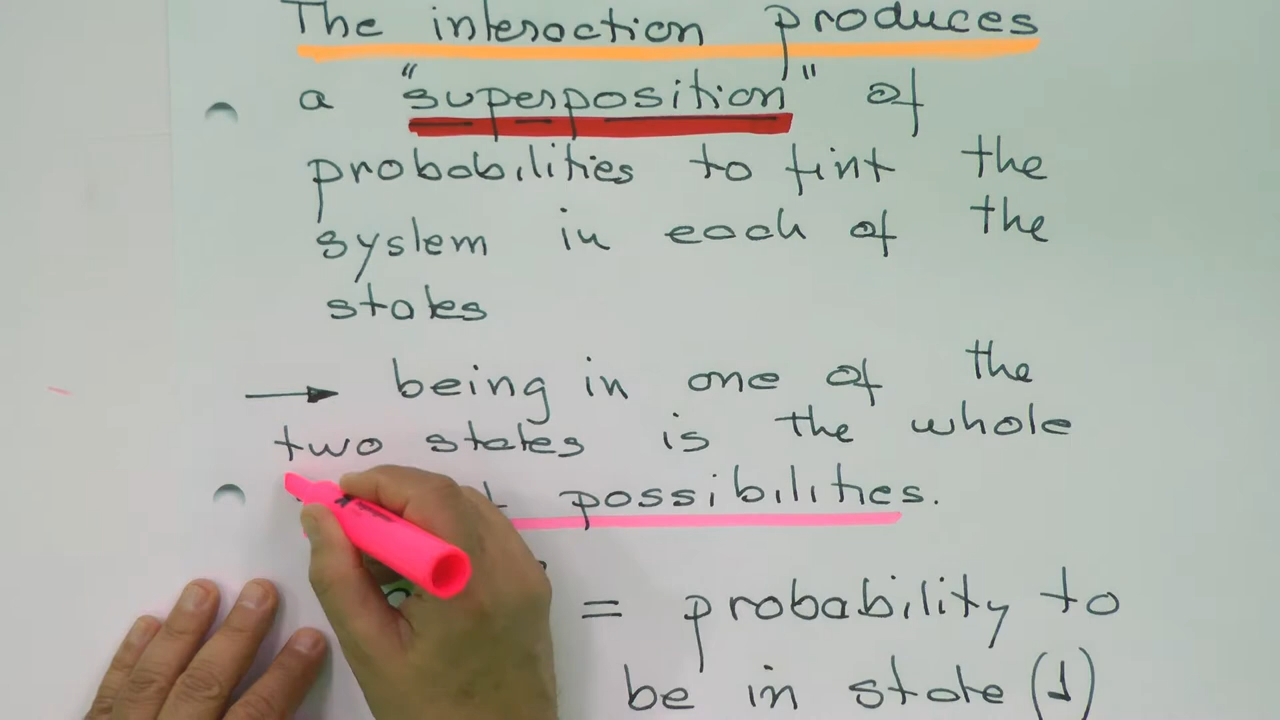 The interaction produces
a "superposition" of
probabilities to fint the
system in each of the
states
→ being in one of the
two states is the whole
possibilities.
= probability to
be in state (1)